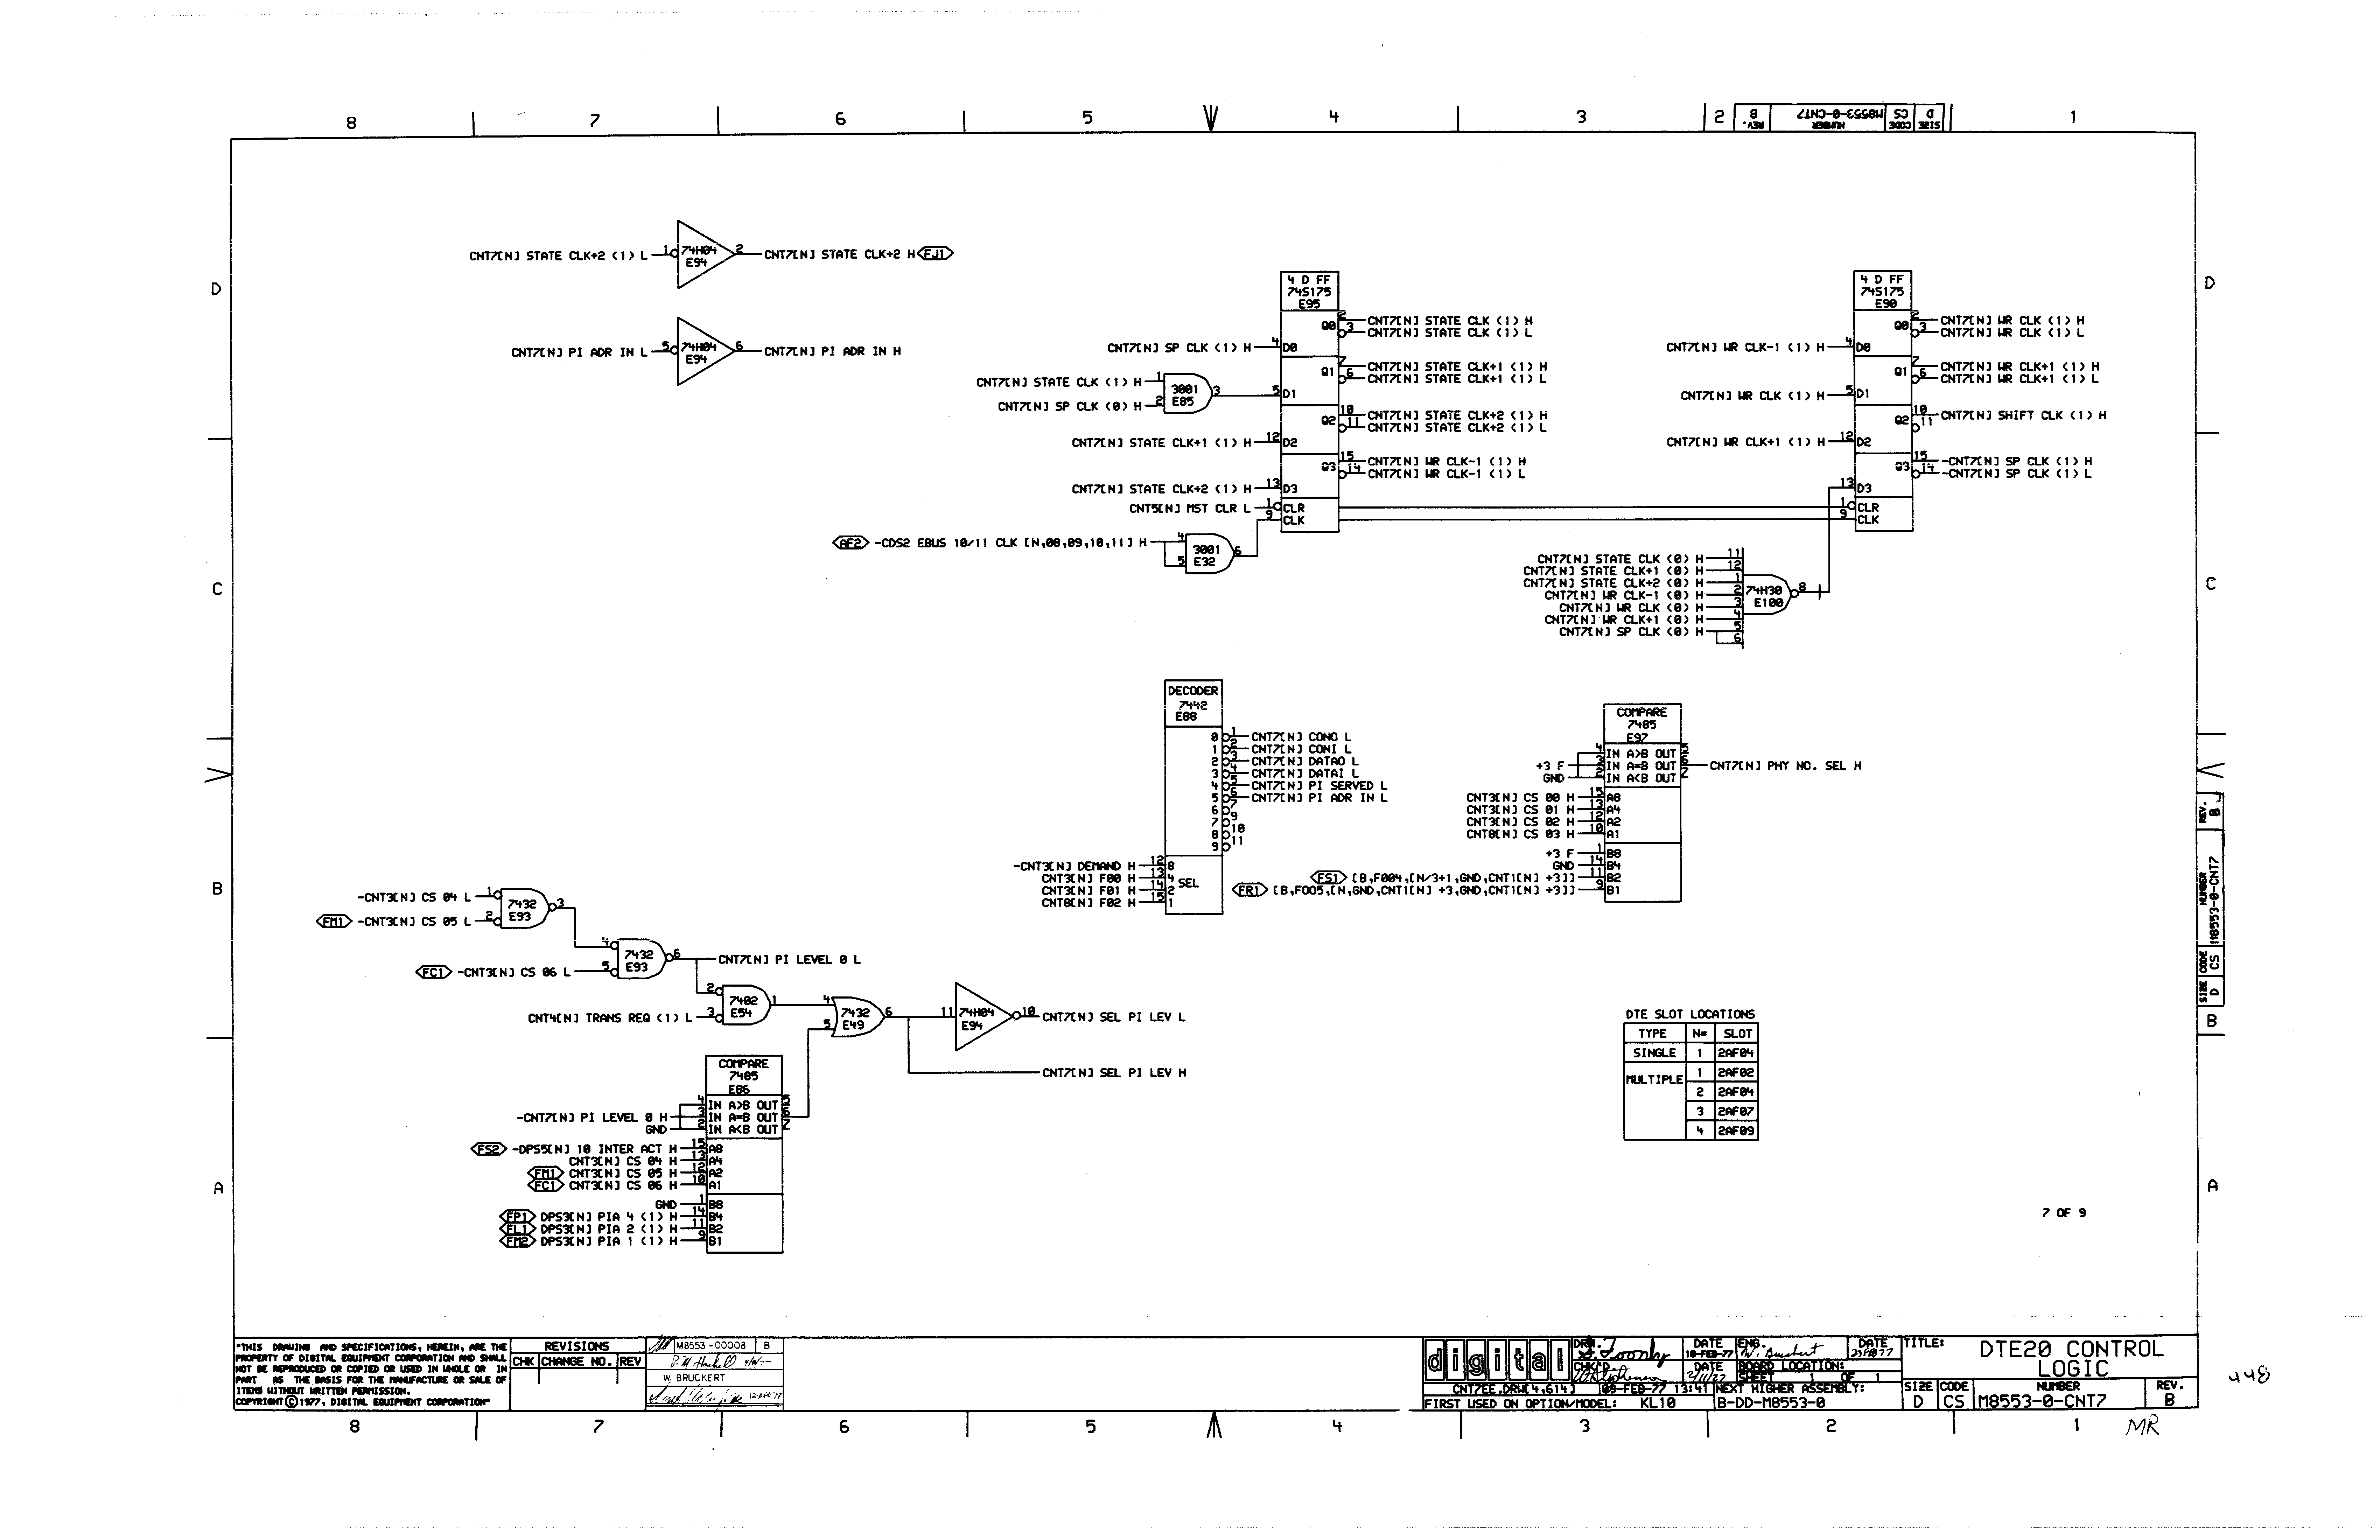 8 7 6 5 4 3 2 1
SIZE CODE NUMBER REV.
D CS M8553-0-CNT7 B
CNT7[N] STATE CLK+2 (1) L 1 74H04 E94 2 CNT7[N] STATE CLK+2 H FJ1
CNT7[N] PI ADR IN L 5 74H04 E94 6 CNT7[N] PI ADR IN H
D
D
4 D FF
74S175
E95
CNT7[N] SP CLK (1) H 4 D0
CNT7[N] STATE CLK (1) H 1
CNT7[N] SP CLK (0) H 2
3001
E85
3
5 D1
CNT7[N] STATE CLK+1 (1) H 12 D2
CNT7[N] STATE CLK+2 (1) H 13 D3
CNT5[N] MST CLR L 1 CLR
9 CLK
AF2 -CDS2 EBUS 10/11 CLK [N,08,09,10,11] H 4
5
3001
E32
6
Q0 2 CNT7[N] STATE CLK (1) H
3 CNT7[N] STATE CLK (1) L
Q1 7 CNT7[N] STATE CLK+1 (1) H
6 CNT7[N] STATE CLK+1 (1) L
Q2 10 CNT7[N] STATE CLK+2 (1) H
11 CNT7[N] STATE CLK+2 (1) L
Q3 15 CNT7[N] WR CLK-1 (1) H
14 CNT7[N] WR CLK-1 (1) L
4 D FF
74S175
E90
CNT7[N] WR CLK-1 (1) H 4 D0
CNT7[N] WR CLK (1) H 5 D1
CNT7[N] WR CLK+1 (1) H 12 D2
13 D3
1 CLR
9 CLK
Q0 2 CNT7[N] WR CLK (1) H
3 CNT7[N] WR CLK (1) L
Q1 7 CNT7[N] WR CLK+1 (1) H
6 CNT7[N] WR CLK+1 (1) L
Q2 10 CNT7[N] SHIFT CLK (1) H
11
Q3 15 -CNT7[N] SP CLK (1) H
14 -CNT7[N] SP CLK (1) L
CNT7[N] STATE CLK (0) H 11
CNT7[N] STATE CLK+1 (0) H 12
CNT7[N] STATE CLK+2 (0) H 1
CNT7[N] WR CLK-1 (0) H 2
CNT7[N] WR CLK (0) H 3
CNT7[N] WR CLK+1 (0) H 4
CNT7[N] SP CLK (0) H 5
6
74H30
E100
8
C
C
DECODER
7442
E88
0 1 CNT7[N] CONO L
1 2 CNT7[N] CONI L
2 3 CNT7[N] DATAO L
3 4 CNT7[N] DATAI L
4 5 CNT7[N] PI SERVED L
5 6 CNT7[N] PI ADR IN L
6 7
7 9
8 10
9 11
-CNT3[N] DEMAND H 12 8
CNT3[N] F00 H 13 4
CNT3[N] F01 H 14 2
CNT8[N] F02 H 15 1
SEL
COMPARE
7485
E97
4 IN A>B OUT 5
+3 F 3 IN A=B OUT 6 CNT7[N] PHY NO. SEL H
GND 2 IN A<B OUT 7
CNT3[N] CS 00 H 15 A8
CNT3[N] CS 01 H 13 A4
CNT3[N] CS 02 H 12 A2
CNT8[N] CS 03 H 10 A1
+3 F 1 B8
GND 14 B4
FS1 [B,F004,[N/3+1,GND,CNT1[N] +3]] 11 B2
FR1 [B,F005,[N,GND,CNT1[N] +3,GND,CNT1[N] +3]] 9 B1
B
B
-CNT3[N] CS 04 L 1
FM1 -CNT3[N] CS 05 L 2
7432
E93
3
4
FC1 -CNT3[N] CS 06 L 5
7432
E93
6 CNT7[N] PI LEVEL 0 L
2
CNT4[N] TRANS REQ (1) L 3
7402
E54
1
4
5
7432
E49
6
11 74H04 E94 10 CNT7[N] SEL PI LEV L
CNT7[N] SEL PI LEV H
COMPARE
7485
E86
4 IN A>B OUT 5
-CNT7[N] PI LEVEL 0 H 3 IN A=B OUT 6
GND 2 IN A<B OUT 7
FS2 -DPS5[N] 10 INTER ACT H 15 A8
CNT3[N] CS 04 H 13 A4
FM1 CNT3[N] CS 05 H 12 A2
FC1 CNT3[N] CS 06 H 10 A1
GND 1 B8
FP1 DPS3[N] PIA 4 (1) H 14 B4
FL1 DPS3[N] PIA 2 (1) H 11 B2
FM2 DPS3[N] PIA 1 (1) H 9 B1
DTE SLOT LOCATIONS
TYPE N= SLOT
SINGLE 1 2AF04
MULTIPLE 1 2AF02
2 2AF04
3 2AF07
4 2AF09
SIZE CODE NUMBER REV.
D CS M8553-0-CNT7 B
B
A
A
7 OF 9
"THIS DRAWING AND SPECIFICATIONS, HEREIN, ARE THE
PROPERTY OF DIGITAL EQUIPMENT CORPORATION AND SHALL
NOT BE REPRODUCED OR COPIED OR USED IN WHOLE OR IN
PART AS THE BASIS FOR THE MANUFACTURE OR SALE OF
ITEMS WITHOUT WRITTEN PERMISSION.
COPYRIGHT © 1977, DIGITAL EQUIPMENT CORPORATION"
REVISIONS
CHK CHANGE NO. REV
M8553-00008 B
W. BRUCKERT
digital
DRN. DATE 10-FEB-77
CHK'D. DATE 2/11/77
ENG. DATE
BOARD LOCATION:
SHEET 1 OF 1
CNT7EE.DRW[4,614] 09-FEB-77 13:41 NEXT HIGHER ASSEMBLY:
FIRST USED ON OPTION/MODEL: KL10 B-DD-M8553-0
TITLE: DTE20 CONTROL
LOGIC
SIZE CODE NUMBER REV.
D CS M8553-0-CNT7 B
448
MR
8 7 6 5 4 3 2 1